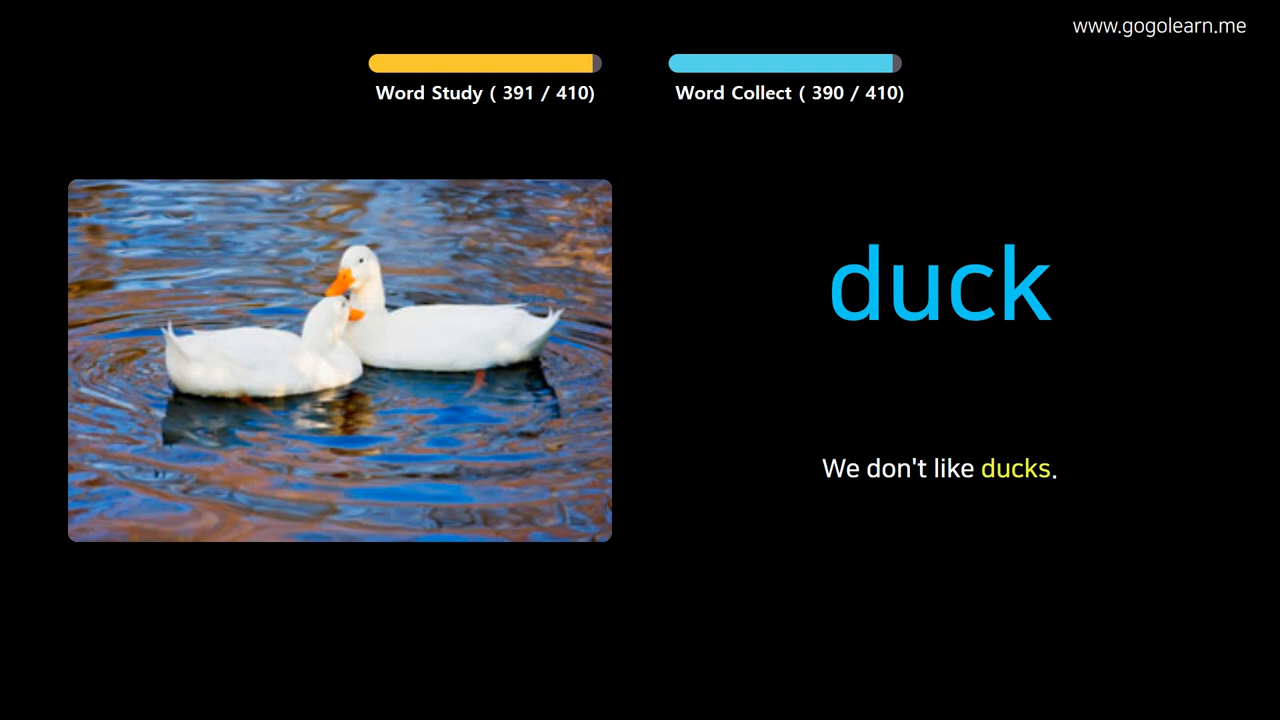 www.gogolearn.me
Word Study ( 391 / 410)
Word Collect ( 390 / 410)
duck
We don't like ducks.